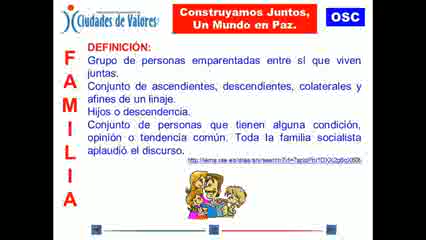 Ciudades de Valores
Construyamos Juntos,
Un Mundo en Paz.
OSC
FAMILIA
DEFINICIÓN:
Grupo de personas emparentadas entre sí que viven
juntas.
Conjunto de ascendientes, descendientes, colaterales y
afines de un linaje.
Hijos o descendencia.
Conjunto de personas que tienen alguna condición,
opinión o tendencia común. Toda la familia socialista
aplaudió el discurso.